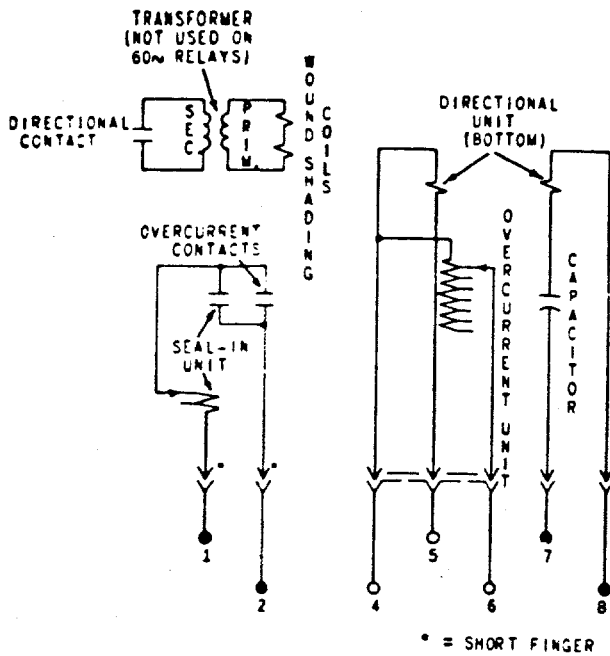 TRANSFORMER
(NOT USED ON
60~ RELAYS)
DIRECTIONAL
CONTACT
SEC
PRIM.
WOUND SHADING
COILS
DIRECTIONAL
UNIT
(BOTTOM)
OVERCURRENT
CONTACTS
SEAL-IN
UNIT
OVERCURRENT UNIT
CAPACITOR
*
*
1
2
4
5
6
7
8
* = SHORT FINGER